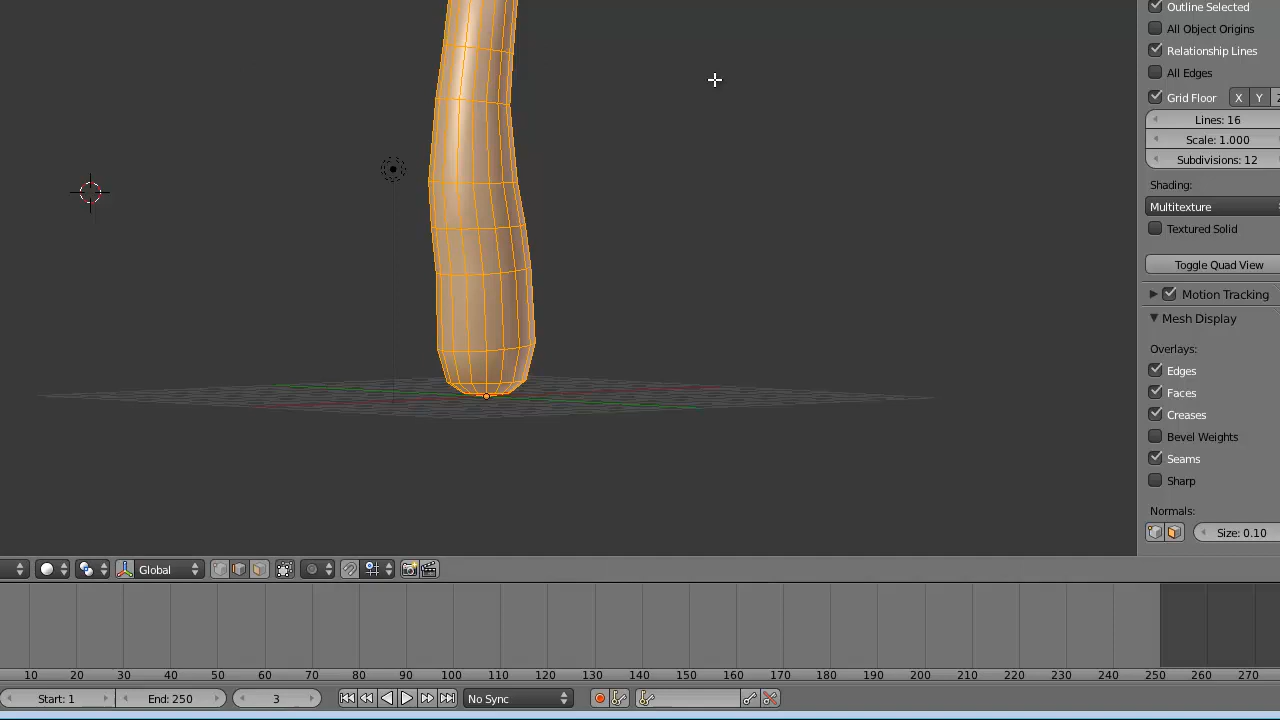 Outline Selected
All Object Origins
Relationship Lines
All Edges
Grid Floor X Y
Lines: 16
Scale: 1.000
Subdivisions: 12
Shading:
Multitexture
Textured Solid
Toggle Quad View
Motion Tracking
Mesh Display
Overlays:
Edges
Faces
Creases
Bevel Weights
Seams
Sharp
Normals:
Size: 0.10
Global
10 20 30 40 50 60 70 80 90 100 110 120 130 140 150 160 170 180 190 200 210 220 230 240 250 260 270
Start: 1 End: 250 3 No Sync